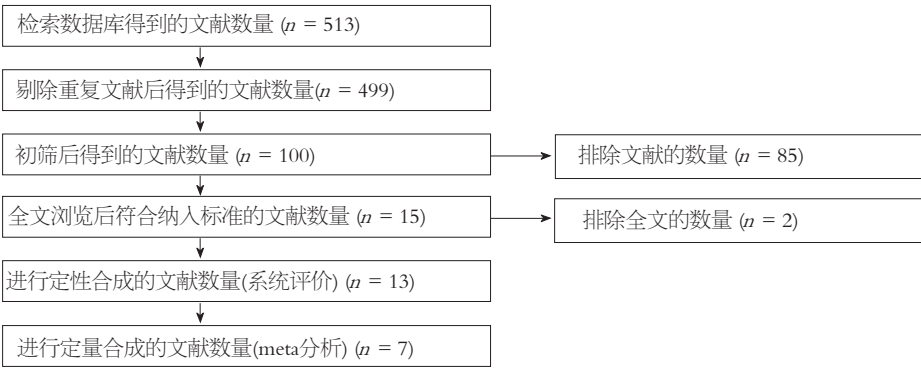 检索数据库得到的文献数量 (n = 513)
剔除重复文献后得到的文献数量(n = 499)
初筛后得到的文献数量 (n = 100)
排除文献的数量 (n = 85)
全文浏览后符合纳入标准的文献数量 (n = 15)
排除全文的数量 (n = 2)
进行定性合成的文献数量(系统评价) (n = 13)
进行定量合成的文献数量(meta分析) (n = 7)